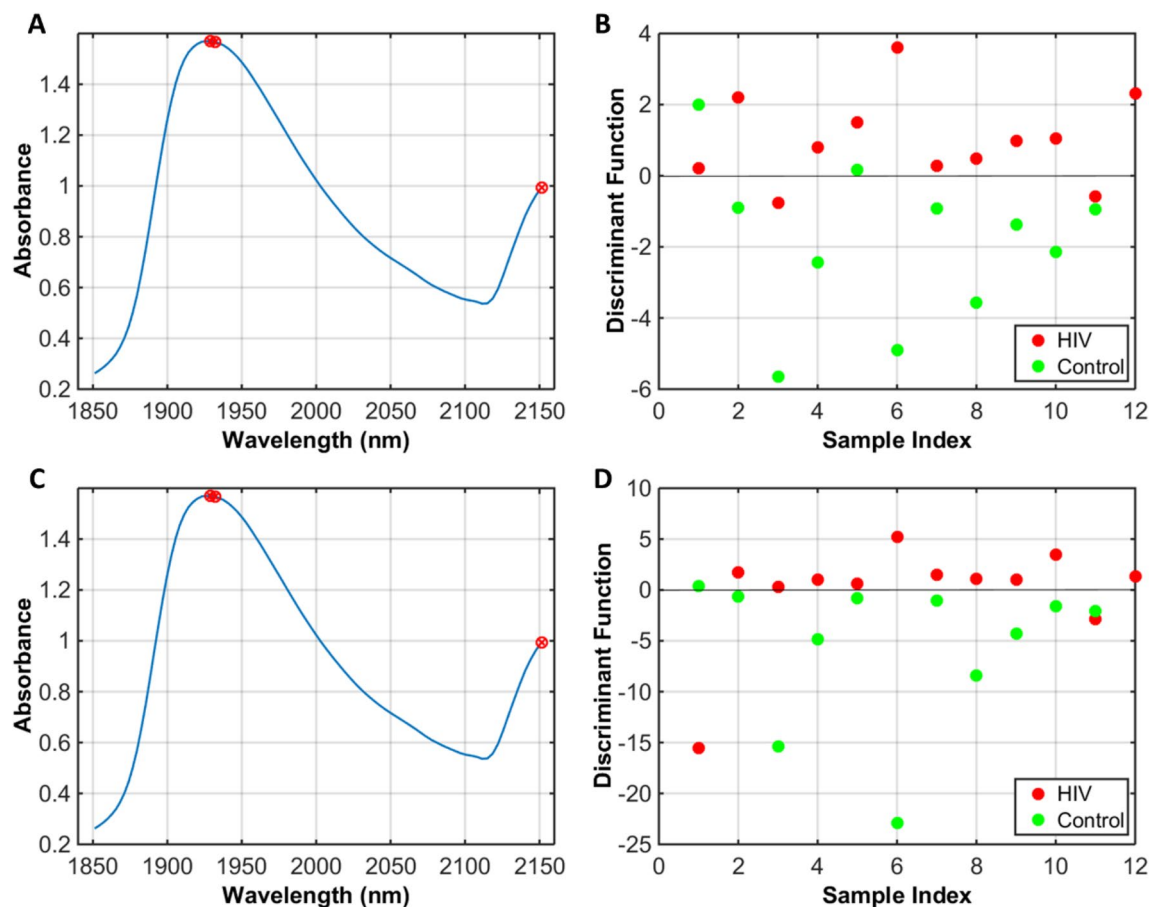 A
Absorbance
1.4
1.2
1
0.8
0.6
0.4
0.2
1850 1900 1950 2000 2050 2100 2150
Wavelength (nm)
B
Discriminant Function
4
2
0
-2
-4
-6
0 2 4 6 8 10 12
Sample Index
HIV
Control
C
Absorbance
1.4
1.2
1
0.8
0.6
0.4
0.2
1850 1900 1950 2000 2050 2100 2150
Wavelength (nm)
D
Discriminant Function
10
5
0
-5
-10
-15
-20
-25
0 2 4 6 8 10 12
Sample Index
HIV
Control